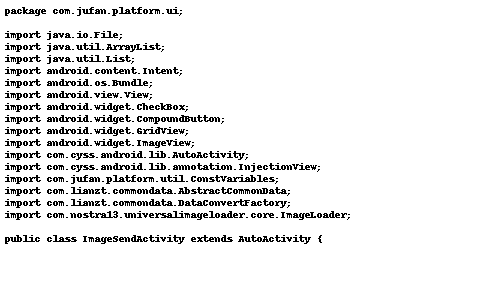 package com.jufan.platform.ui;
import java.io.File;
import java.util.ArrayList;
import java.util.List;
import android.content.Intent;
import android.os.Bundle;
import android.view.View;
import android.widget.CheckBox;
import android.widget.CompoundButton;
import android.widget.GridView;
import android.widget.ImageView;
import com.cyss.android.lib.AutoActivity;
import com.cyss.android.lib.annotation.InjectionView;
import com.jufan.platform.util.ConstVariables;
import com.lianzt.commondata.AbstractCommonData;
import com.lianzt.commondata.DataConvertFactory;
import com.nostra13.universalimageloader.core.ImageLoader;
public class ImageSendActivity extends AutoActivity {